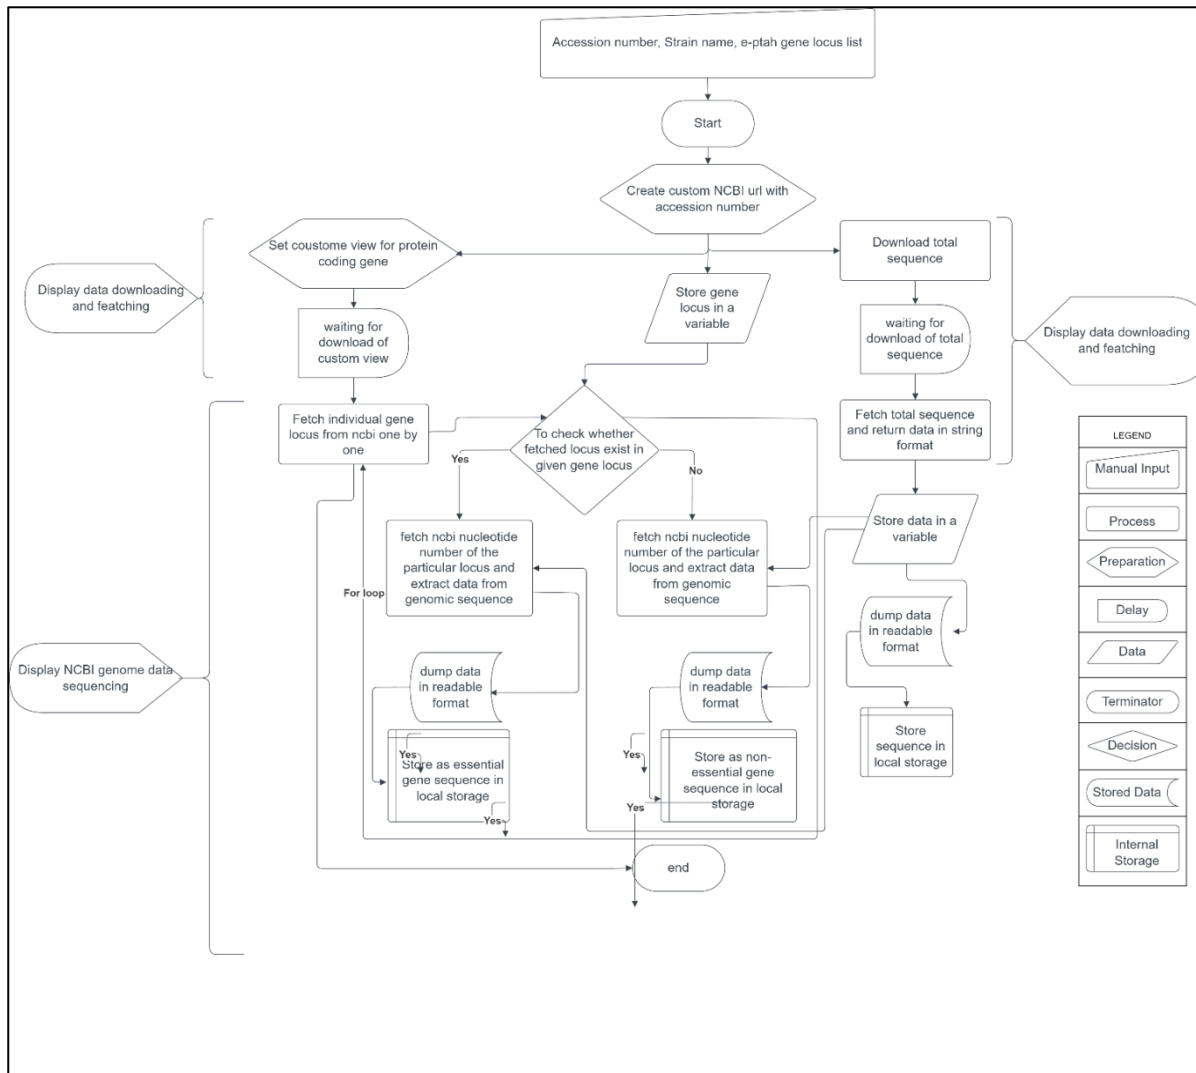 Accession number, Strain name, e-ptah gene locus list
Start
Create custom NCBI url with
accession number
Set coustome view for protein
coding gene
Download total
sequence
Display data downloading
and featching
Store gene
locus in a
variable
waiting for
download of
custom view
waiting for
download of total
sequence
Display data downloading
and featching
Fetch individual gene
locus from ncbi one by
one
To check whether
fetched locus exist in
given gene locus
Fetch total sequence
and return data in string
format
Yes
No
Store data in a
variable
fetch ncbi nucleotide
number of the
particular locus and
extract data from
genomic sequence
fetch ncbi nucleotide
number of the particular
locus and extract data
from genomic
sequence
For loop
dump data
in readable
format
Display NCBI genome data
sequencing
dump data
in readable
format
dump data
in readable
format
Store
sequence in
local storage
Yes
Store as essential
gene sequence in
local storage
Yes
Yes
Store as non-
essential gene
sequence in local
storage
Yes
end
LEGEND
Manual Input
Process
Preparation
Delay
Data
Terminator
Decision
Stored Data
Internal
Storage